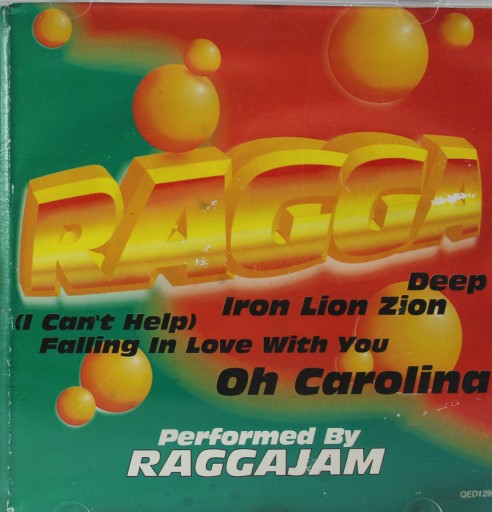 RAGGA
Deep
Iron Lion Zion
(I Can't Help)
Falling In Love With You
Oh Carolina
Performed By
RAGGAJAM
QED129